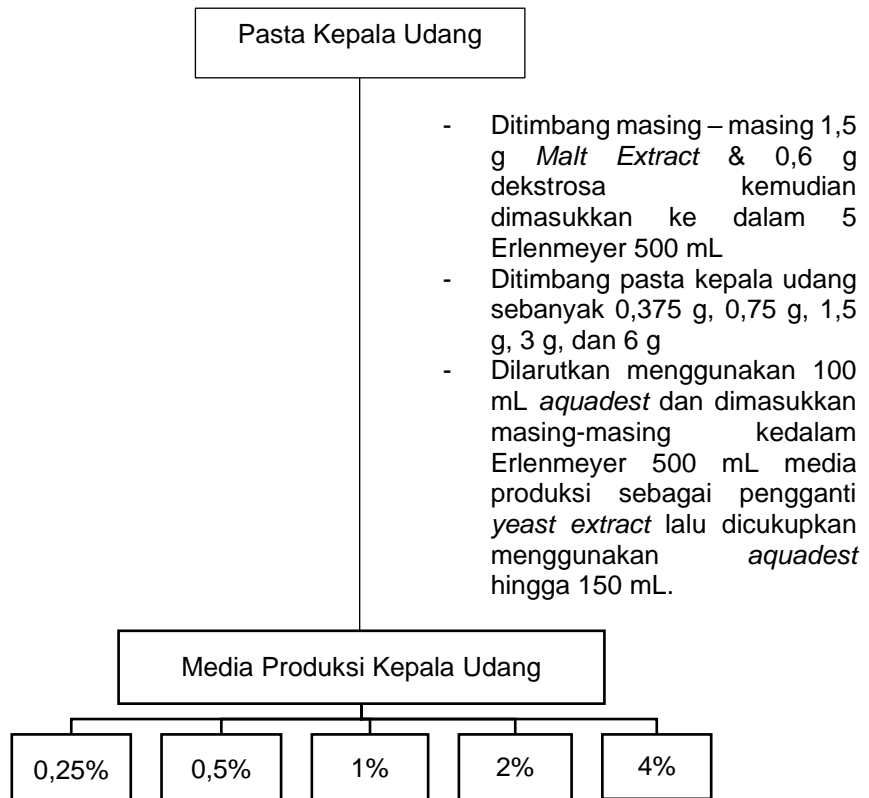 Pasta Kepala Udang
- Ditimbang masing – masing 1,5
g Malt Extract & 0,6 g
dekstrosa kemudian
dimasukkan ke dalam 5
Erlenmeyer 500 mL
- Ditimbang pasta kepala udang
sebanyak 0,375 g, 0,75 g, 1,5
g, 3 g, dan 6 g
- Dilarutkan menggunakan 100
mL aquadest dan dimasukkan
masing-masing kedalam
Erlenmeyer 500 mL media
produksi sebagai pengganti
yeast extract lalu dicukupkan
menggunakan aquadest
hingga 150 mL.
Media Produksi Kepala Udang
0,25% 0,5% 1% 2% 4%